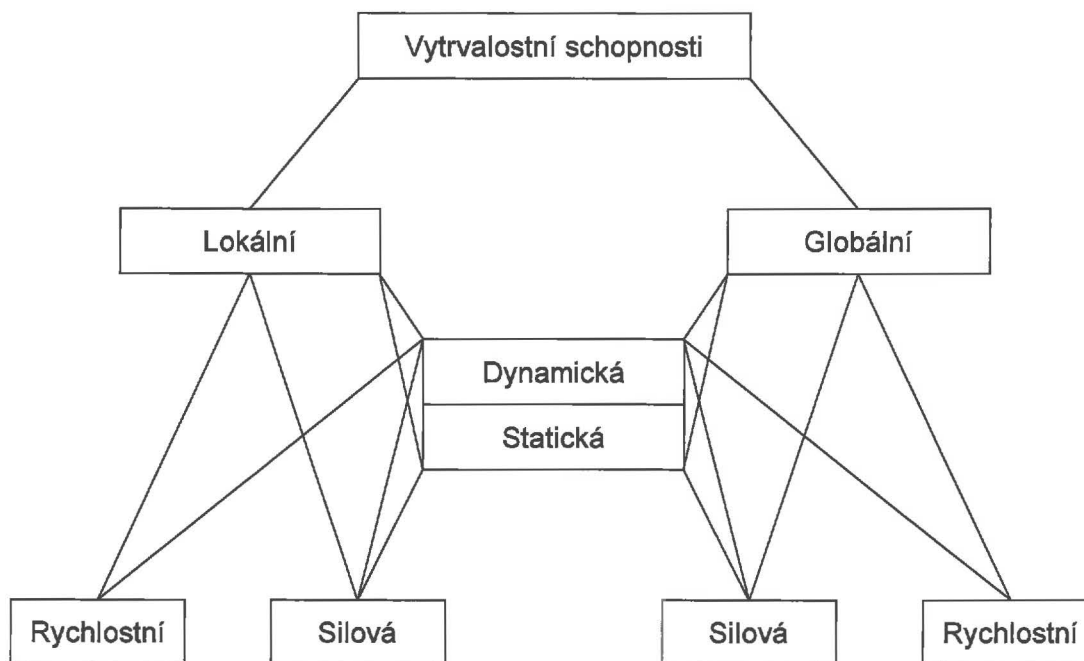 Vytrvalostní schopnosti
Lokální
Globální
Dynamická
Statická
Rychlostní
Silová
Silová
Rychlostní